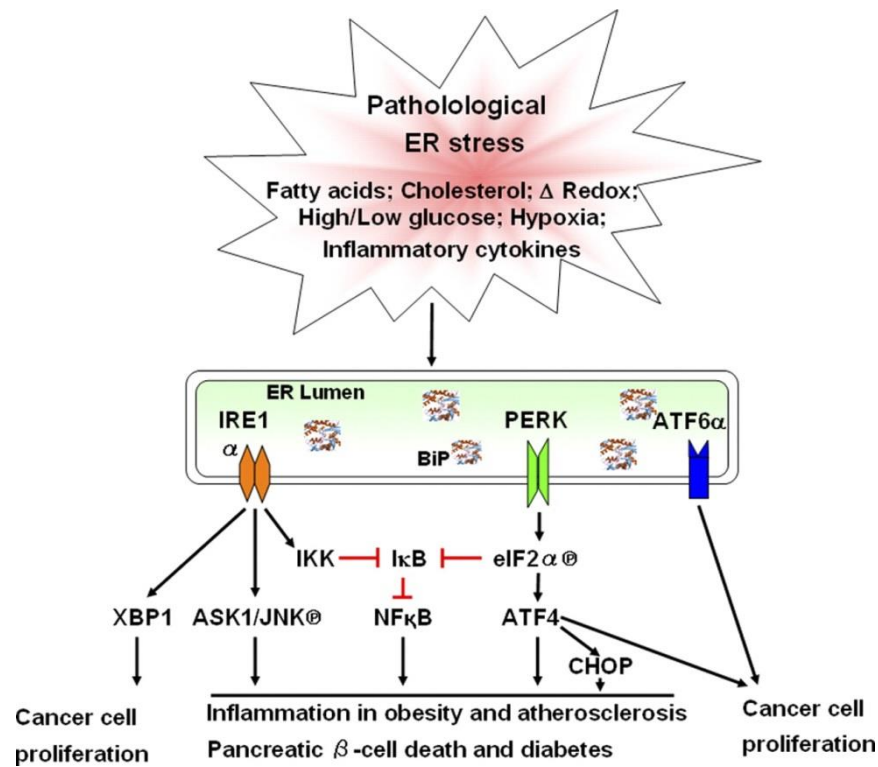 Patholological
ER stress
Fatty acids; Cholesterol; Δ Redox;
High/Low glucose; Hypoxia;
Inflammatory cytokines
ER Lumen
IRE1
α
PERK
ATF6α
BiP
IKK
IκB
eIF2α℗
XBP1
ASK1/JNK℗
NFκB
ATF4
CHOP
Cancer cell
proliferation
Inflammation in obesity and atherosclerosis
Pancreatic β-cell death and diabetes
Cancer cell
proliferation